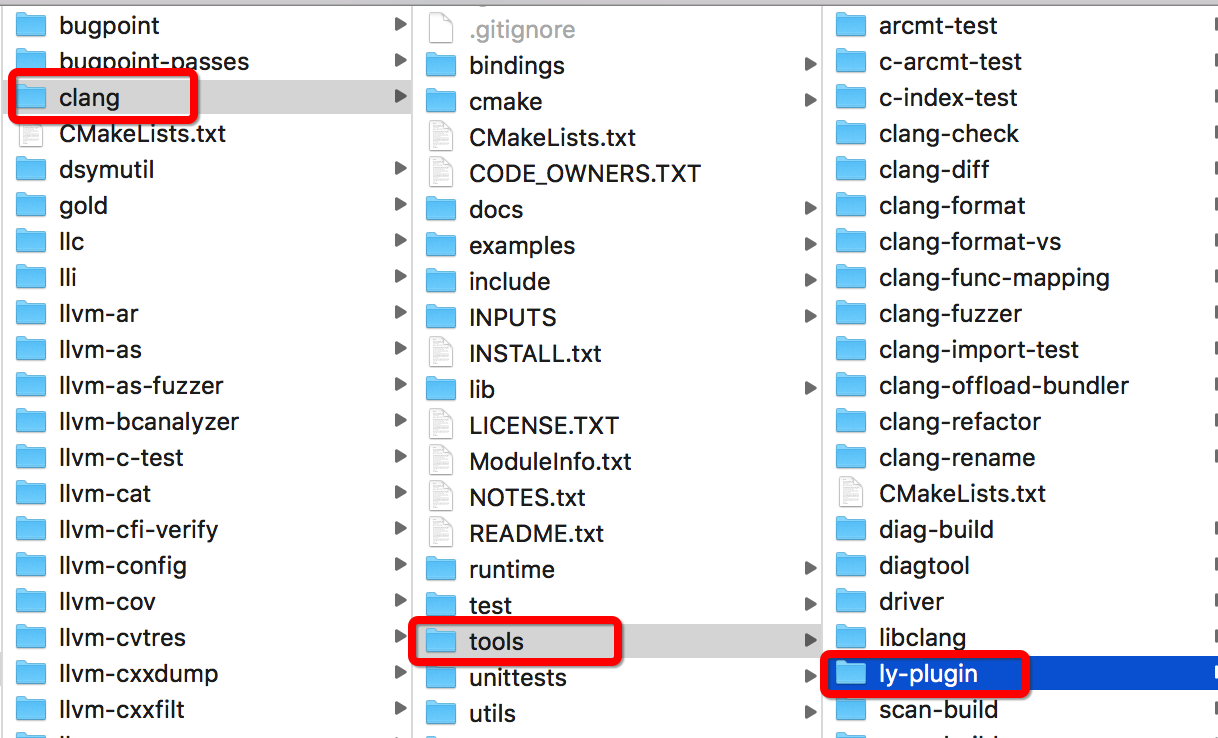 bugpoint
bugpoint-passes
clang
CMakeLists.txt
dsymutil
gold
llc
lli
llvm-ar
llvm-as
llvm-as-fuzzer
llvm-bcanalyzer
llvm-c-test
llvm-cat
llvm-cfi-verify
llvm-config
llvm-cov
llvm-cvtres
llvm-cxxdump
llvm-cxxfilt
.gitignore
bindings
cmake
CMakeLists.txt
CODE_OWNERS.TXT
docs
examples
include
INPUTS
INSTALL.txt
lib
LICENSE.TXT
ModuleInfo.txt
NOTES.txt
README.txt
runtime
test
tools
unittests
utils
arcmt-test
c-arcmt-test
c-index-test
clang-check
clang-diff
clang-format
clang-format-vs
clang-func-mapping
clang-fuzzer
clang-import-test
clang-offload-bundler
clang-refactor
clang-rename
CMakeLists.txt
diag-build
diagtool
driver
libclang
ly-plugin
scan-build